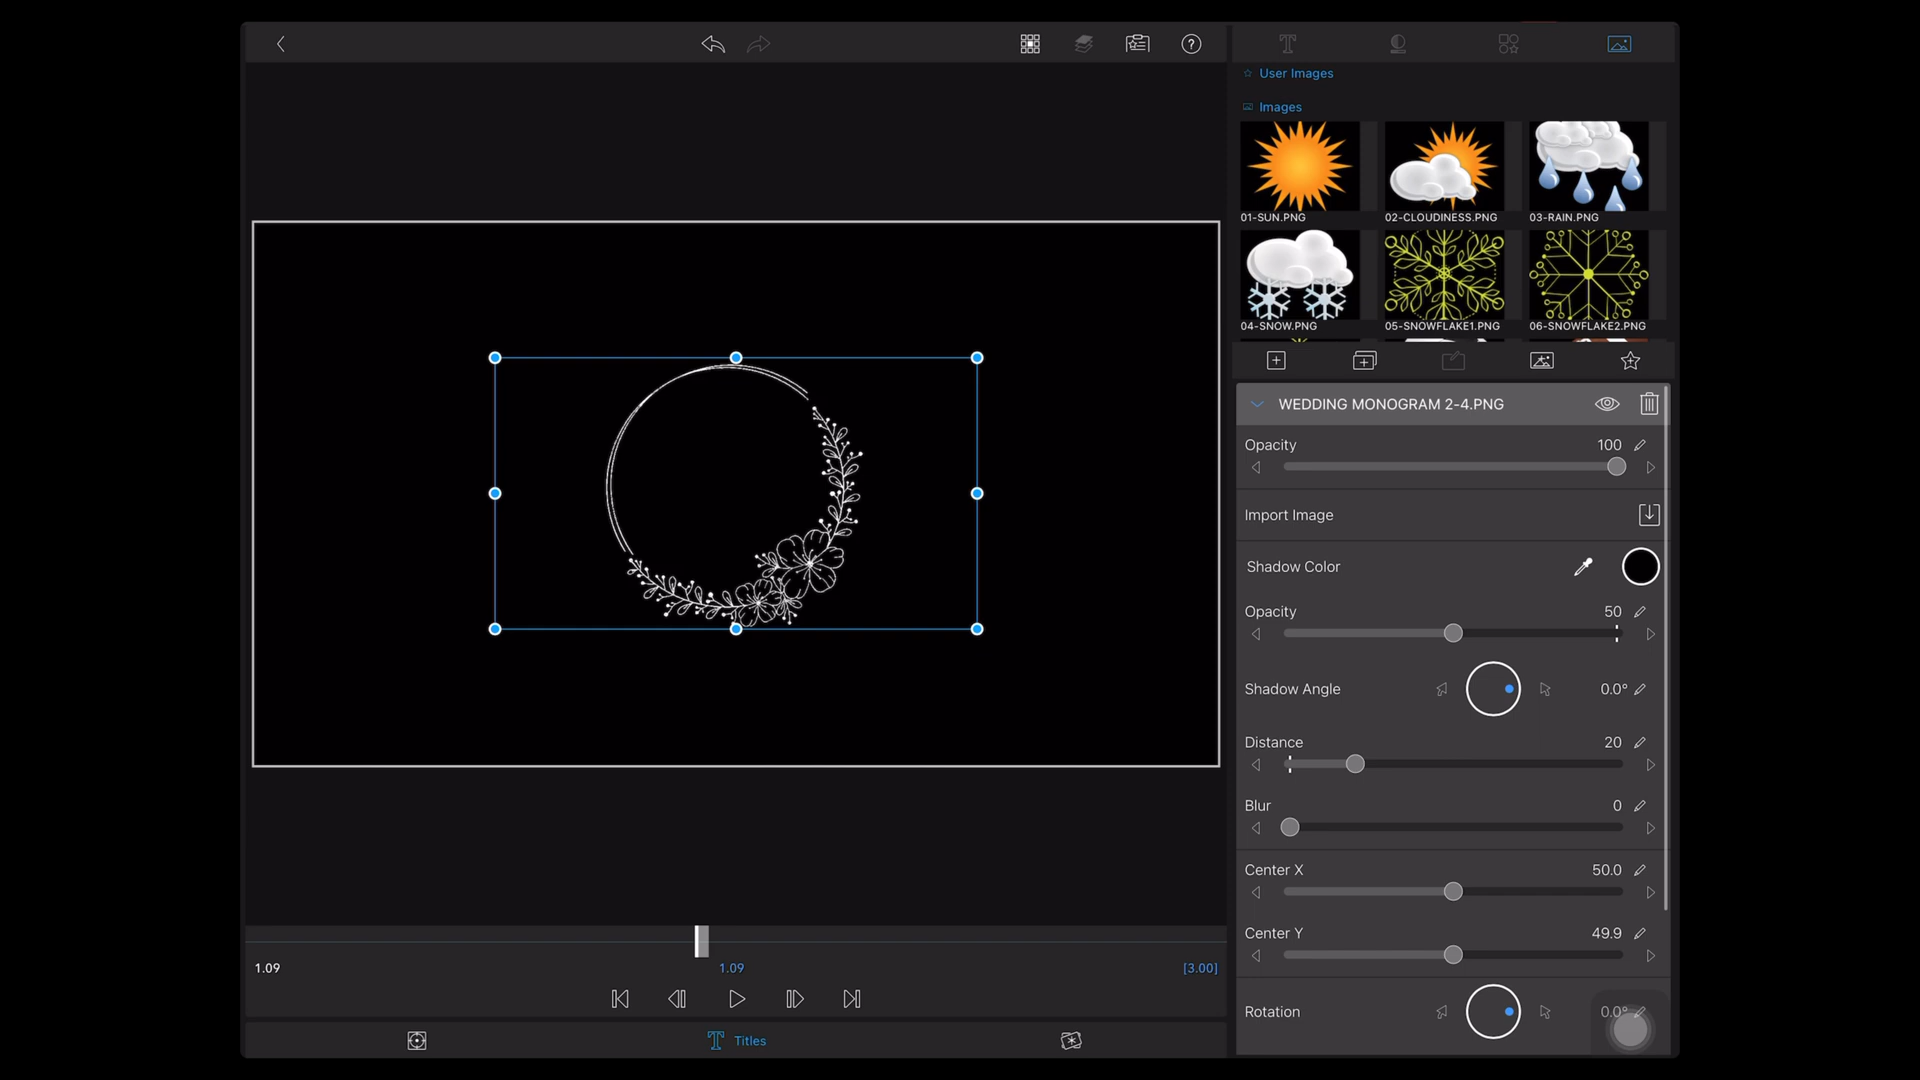 User Images
Images
01-SUN.PNG
02-CLOUDINESS.PNG
03-RAIN.PNG
04-SNOW.PNG
05-SNOWFLAKE1.PNG
06-SNOWFLAKE2.PNG
WEDDING MONOGRAM 2-4.PNG
Opacity 100
Import Image
Shadow Color
Opacity 50
Shadow Angle 0.0°
Distance 20
Blur 0
Center X 50.0
Center Y 49.9
Rotation 0.0°
1.09
1.09
[3.00]
Titles